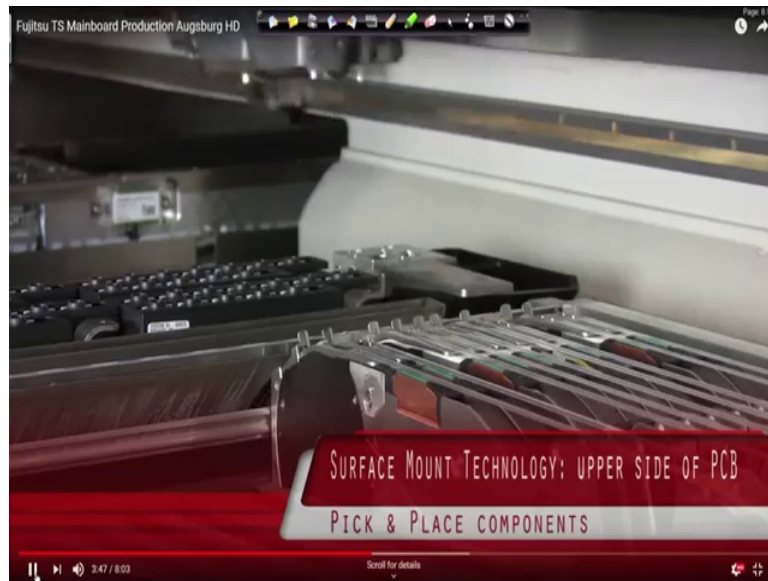 Fujitsu TS Mainboard Production Augsburg HD
SURFACE MOUNT TECHNOLOGY: UPPER SIDE OF PCB
PICK & PLACE COMPONENTS
3:47 / 8:03
Scroll for details